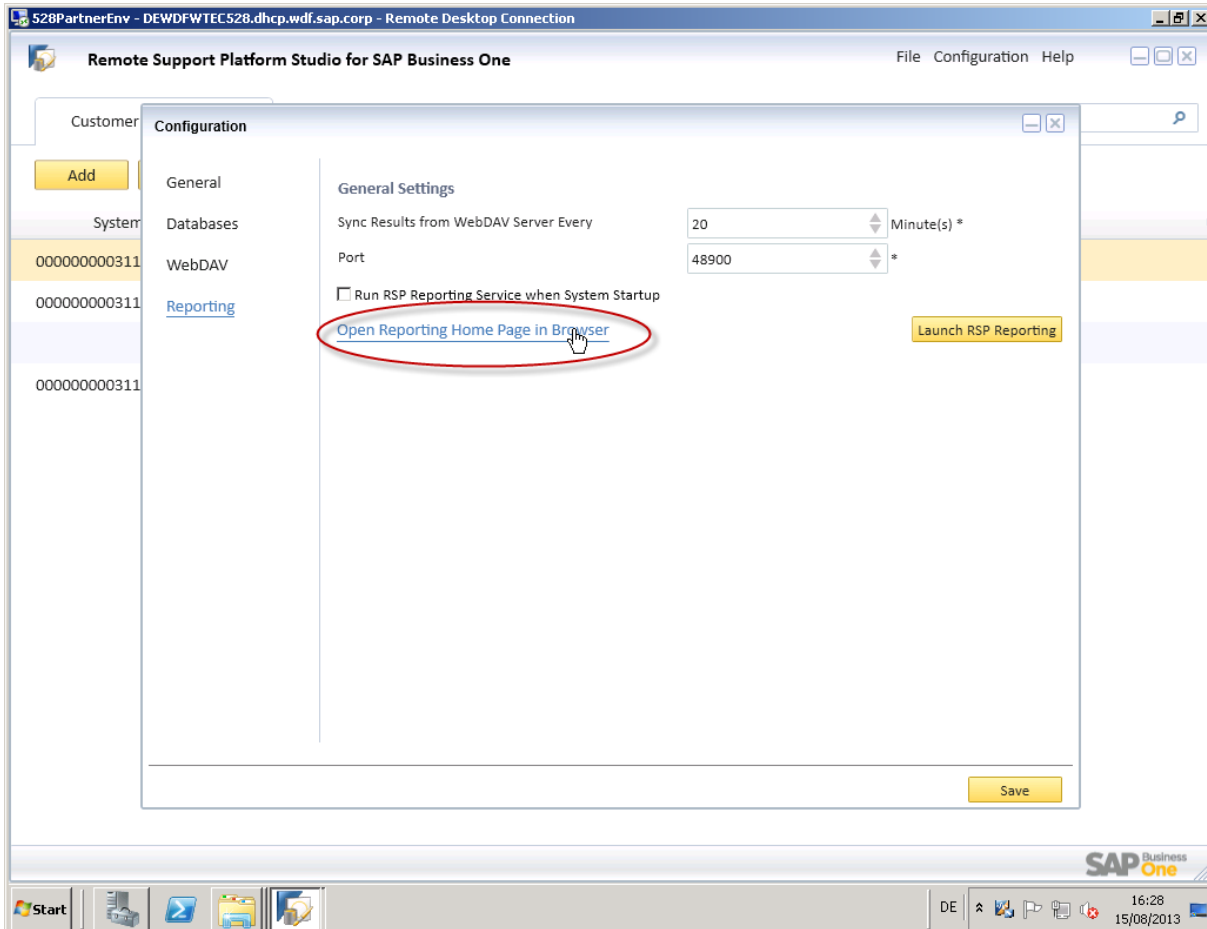 528PartnerEnv - DEWDFWTEC528.dhcp.wdf.sap.corp - Remote Desktop Connection
Remote Support Platform Studio for SAP Business One
File Configuration Help
Customer
Configuration
Add
General
General Settings
System
Databases
Sync Results from WebDAV Server Every
20
Minute(s) *
000000000311
WebDAV
Port
48900
*
Run RSP Reporting Service when System Startup
000000000311
Reporting
Open Reporting Home Page in Browser
Launch RSP Reporting
000000000311
Save
SAP Business One
Start
DE
16:28
15/08/2013